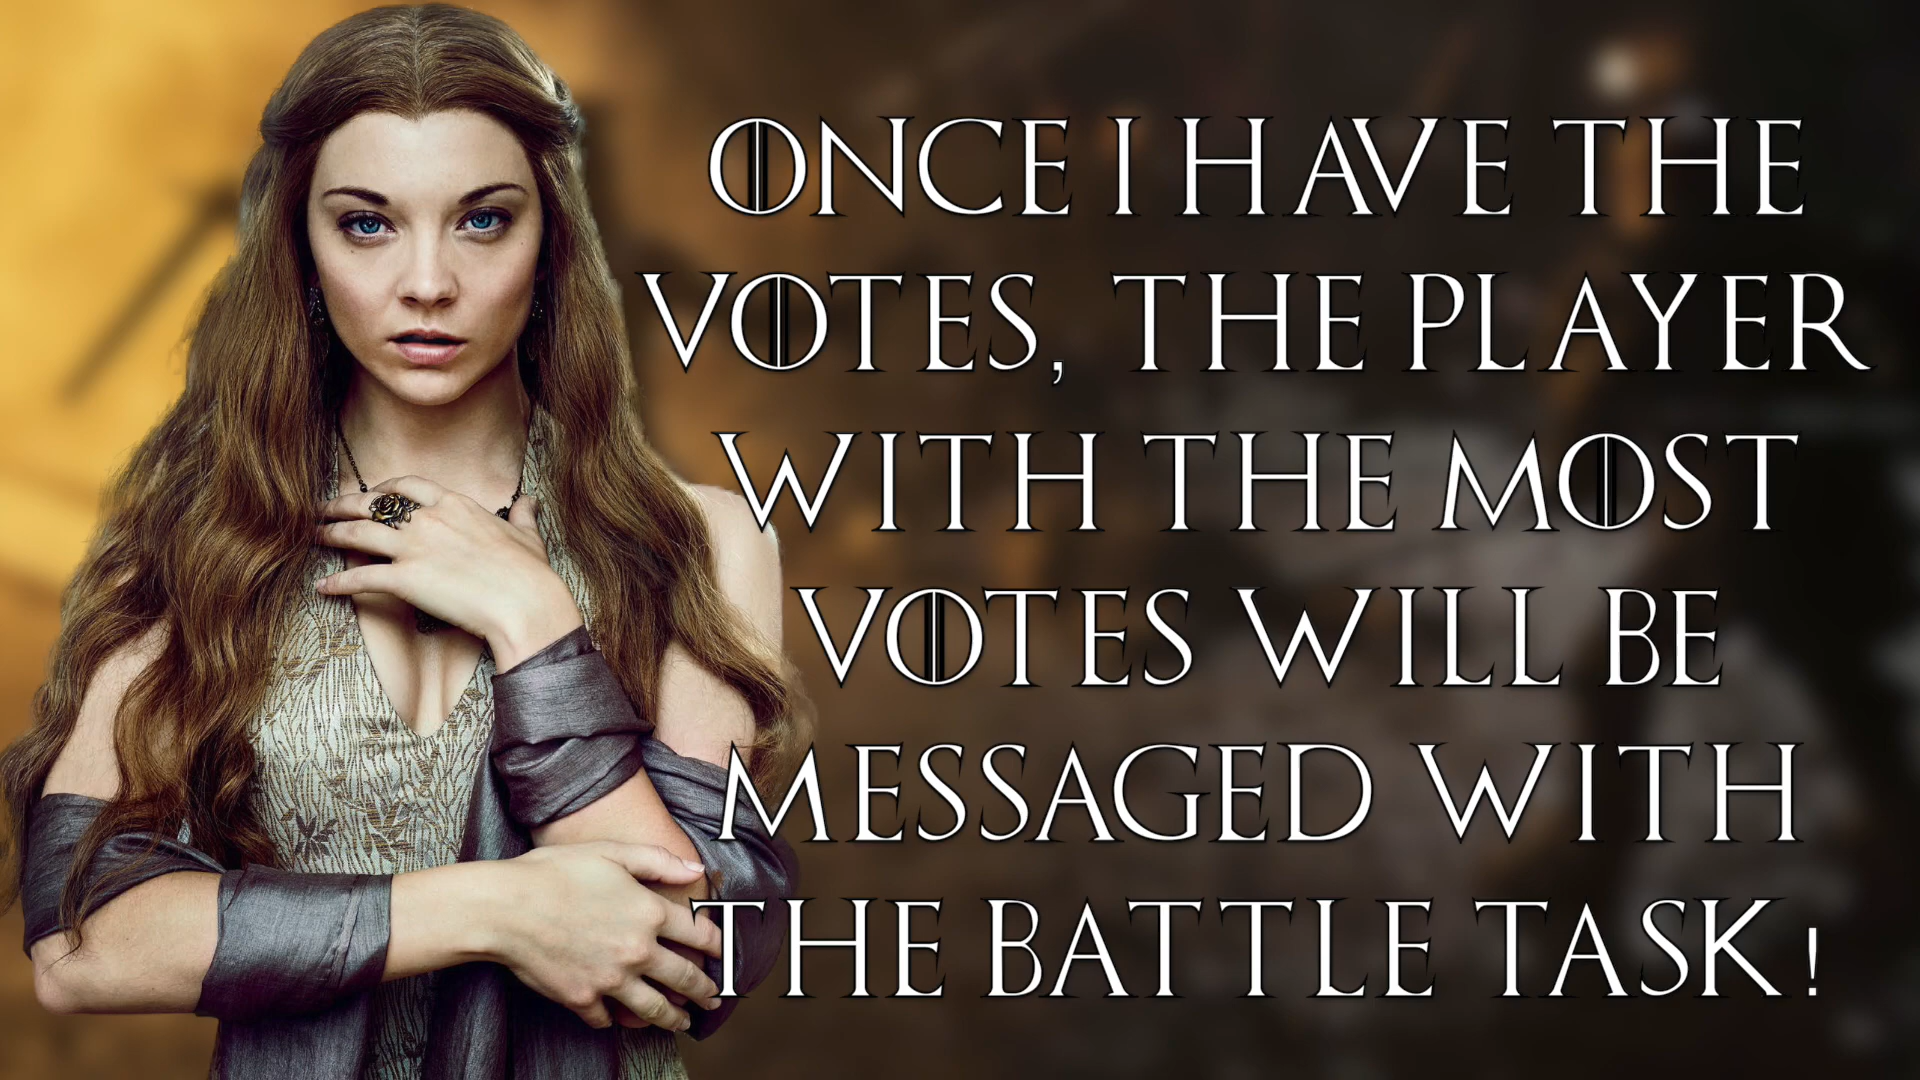 ONCE I HAVE THE
VOTES, THE PLAYER
WITH THE MOST
VOTES WILL BE
MESSAGED WITH
THE BATTLE TASK!